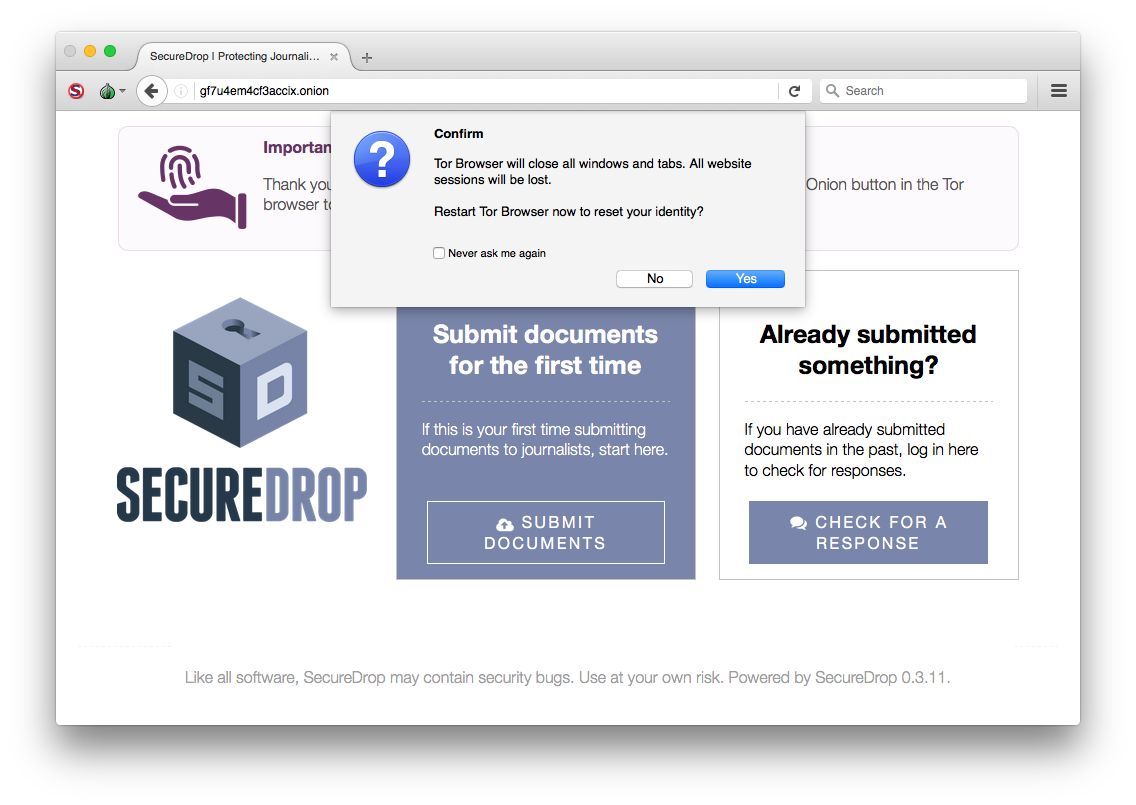 SecureDrop | Protecting Journali...
gf7u4em4cf3accix.onion
Search
Confirm
Tor Browser will close all windows and tabs. All website
sessions will be lost.
Restart Tor Browser now to reset your identity?
Never ask me again
No
Yes
Importan
Thank you
Onion button in the Tor
browser to
S D
SECUREDROP
Submit documents
for the first time
If this is your first time submitting
documents to journalists, start here.
SUBMIT
DOCUMENTS
Already submitted
something?
If you have already submitted
documents in the past, log in here
to check for responses.
CHECK FOR A
RESPONSE
Like all software, SecureDrop may contain security bugs. Use at your own risk. Powered by SecureDrop 0.3.11.